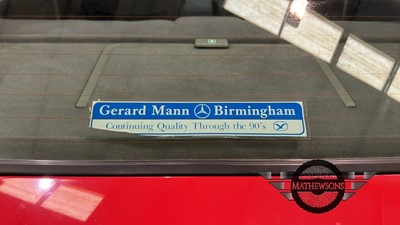 Gerard Mann Birmingham
Continuing Quality Through the 90's
MATHEWSONS